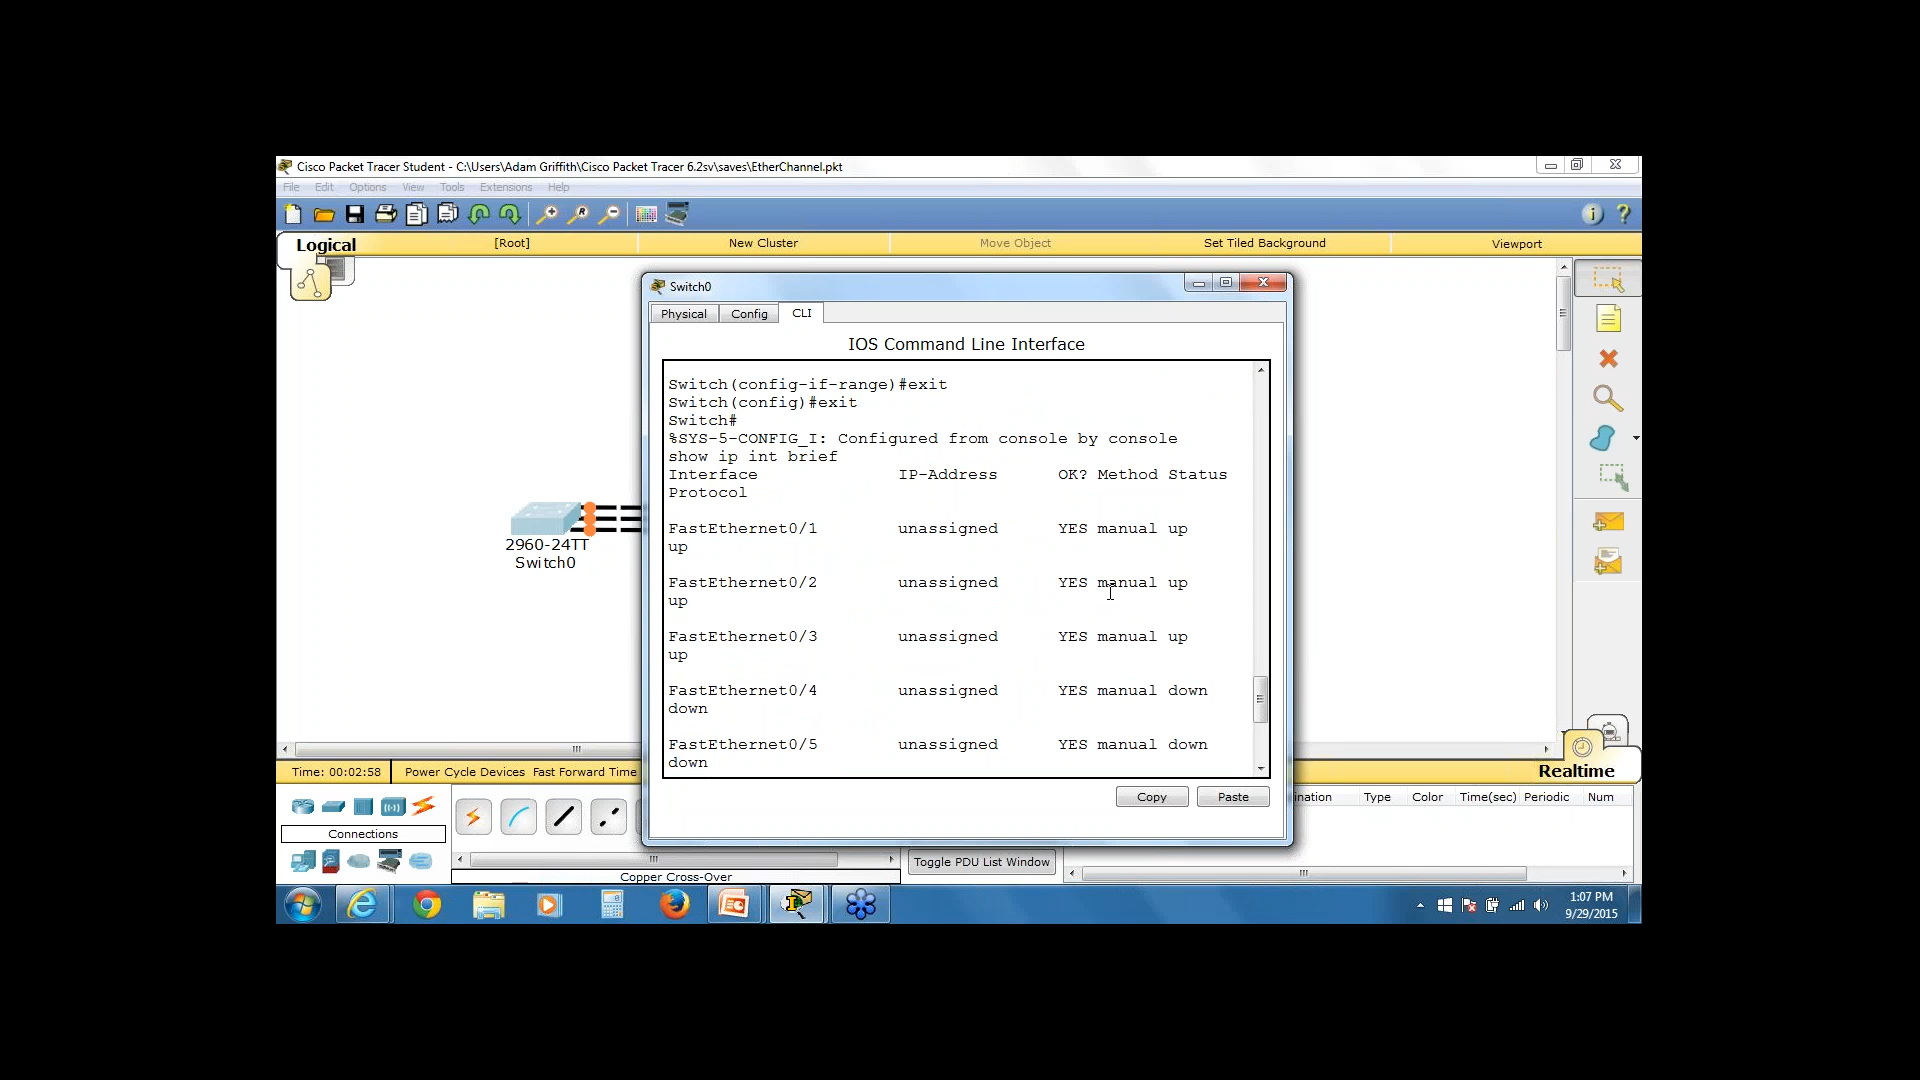 Cisco Packet Tracer Student - C:\Users\Adam Griffith\Cisco Packet Tracer 6.2sv\saves\EtherChannel.pkt
File Edit Options View Tools Extensions Help
Logical [Root] New Cluster Move Object Set Tiled Background Viewport
Switch0
Physical Config CLI
IOS Command Line Interface
Switch(config-if-range)#exit
Switch(config)#exit
Switch#
%SYS-5-CONFIG_I: Configured from console by console
show ip int brief
Interface IP-Address OK? Method Status
Protocol
FastEthernet0/1 unassigned YES manual up
up
FastEthernet0/2 unassigned YES manual up
up
FastEthernet0/3 unassigned YES manual up
up
FastEthernet0/4 unassigned YES manual down
down
FastEthernet0/5 unassigned YES manual down
down
Copy Paste
2960-24TT
Switch0
Time: 00:02:58 Power Cycle Devices Fast Forward Time
Realtime
Connections
Copper Cross-Over
Toggle PDU List Window
ination Type Color Time(sec) Periodic Num
1:07 PM
9/29/2015